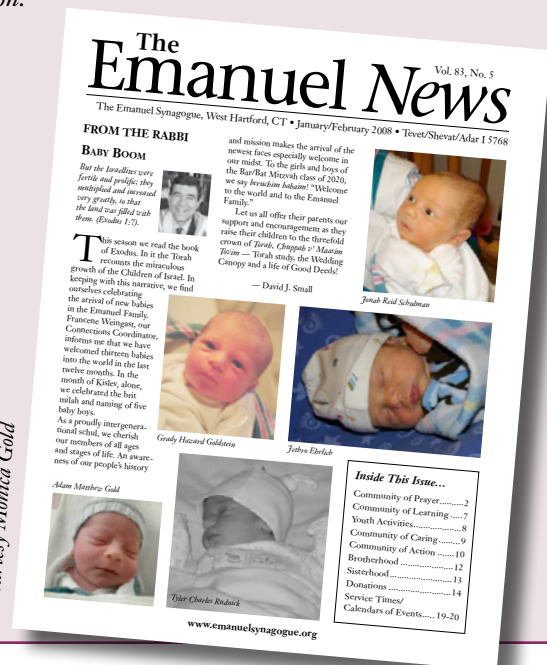 on.
The
Emanuel News
Vol. 83, No. 5
The Emanuel Synagogue, West Hartford, CT • January/February 2008 • Tevet/Shevat/Adar I 5768
FROM THE RABBI
BABY BOOM
But the Israelites were
fertile and prolific; they
multiplied and increased
very greatly, so that
the land was filled with
them. (Exodus 1:7).
This season we read the book
of Exodus. In it the Torah
recounts the miraculous
growth of the Children of Israel. In
keeping with this narrative, we find
ourselves celebrating
the arrival of new babies
in the Emanuel Family.
Francene Weingast, our
Connections Coordinator,
informs me that we have
welcomed thirteen babies
into the world in the last
twelve months. In the
month of Kislev, alone,
we celebrated the brit
milah and naming of five
baby boys.
As a proudly intergenera-
tional schul, we cherish
our members of all ages
and stages of life. An aware-
ness of our people's history
and mission makes the arrival of the
newest faces especially welcome in
our midst. To the girls and boys of
the Bar/Bat Mitzvah class of 2020,
we say beruchim habaim! "Welcome
to the world and to the Emanuel
Family."
Let us all offer their parents our
support and encouragement as they
raise their children to the threefold
crown of Torah, Chuppah v' Maasim
Tovim — Torah study, the Wedding
Canopy and a life of Good Deeds!
— David J. Small
Jonah Reid Schulman
Grady Howard Goldstein
Jethro Ehrlich
Adam Matthew Gold
Tyler Charles Rudnick
Inside This Issue...
Community of Prayer..........2
Community of Learning .....7
Youth Activities....................8
Community of Caring.........9
Community of Action .......10
Brotherhood .......................12
Sisterhood...........................13
Donations ...........................14
Service Times/
Calendars of Events..... 19-20
www.emanuelsynagogue.org
Monica Gold